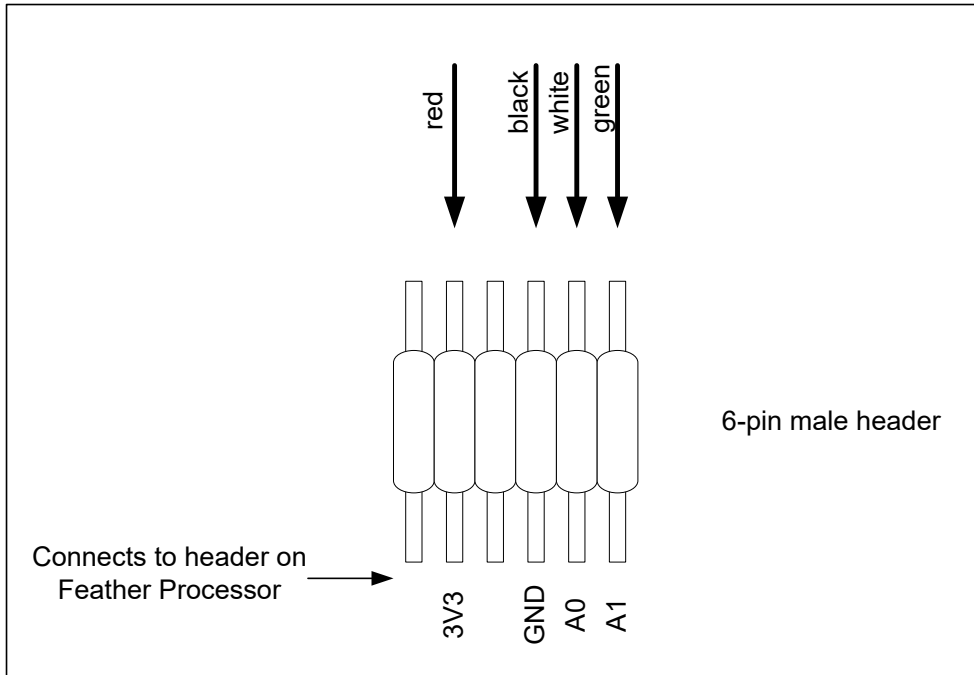 red
black
white
green
6-pin male header
Connects to header on
Feather Processor
3V3
GND
A0
A1